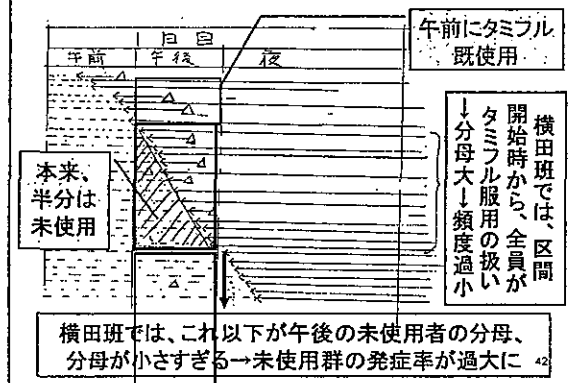 午前にタミフル
既使用
1日目
午前 午後 夜
本来、
半分は
未使用
横田班では、区間
開始時から、全員が
タミフル服用の扱い
→分母大→頻度過小
横田班では、これ以下が午後の未使用者の分母、
分母が小さすぎる→未使用群の発症率が過大に
42